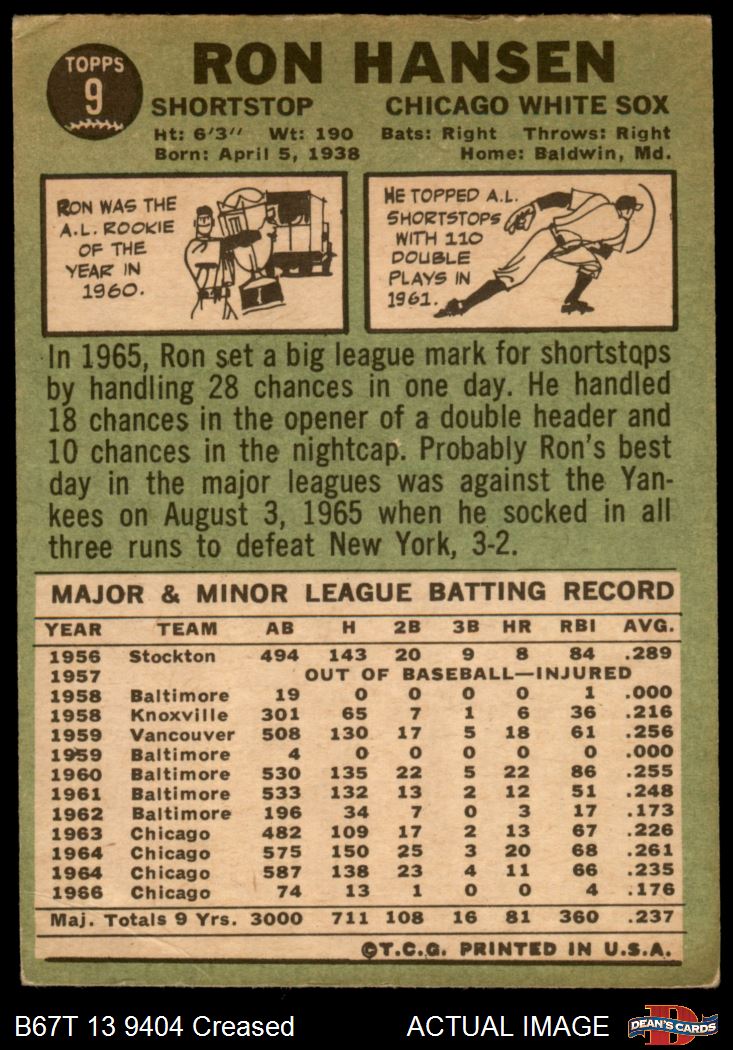 TOPPS
9
RON HANSEN
SHORTSTOP CHICAGO WHITE SOX
Ht: 6'3" Wt: 190 Bats: Right Throws: Right
Born: April 5, 1938 Home: Baldwin, Md.
RON WAS THE
A.L. ROOKIE
OF THE
YEAR IN
1960.
HE TOPPED A.L.
SHORTSTOPS
WITH 110
DOUBLE
PLAYS IN
1961.
In 1965, Ron set a big league mark for shortstops
by handling 28 chances in one day. He handled
18 chances in the opener of a double header and
10 chances in the nightcap. Probably Ron's best
day in the major leagues was against the Yan-
kees on August 3, 1965 when he socked in all
three runs to defeat New York, 3-2.
MAJOR & MINOR LEAGUE BATTING RECORD
YEAR TEAM AB H 2B 3B HR RBI AVG.
1956 Stockton 494 143 20 9 8 84 .289
1957 OUT OF BASEBALL—INJURED
1958 Baltimore 19 0 0 0 0 1 .000
1958 Knoxville 301 65 7 1 6 36 .216
1959 Vancouver 508 130 17 5 18 61 .256
1959 Baltimore 4 0 0 0 0 0 .000
1960 Baltimore 530 135 22 5 22 86 .255
1961 Baltimore 533 132 13 2 12 51 .248
1962 Baltimore 196 34 7 0 3 17 .173
1963 Chicago 482 109 17 2 13 67 .226
1964 Chicago 575 150 25 3 20 68 .261
1964 Chicago 587 138 23 4 11 66 .235
1966 Chicago 74 13 1 0 0 4 .176
Maj. Totals 9 Yrs. 3000 711 108 16 81 360 .237
©T.C.G. PRINTED IN U.S.A.
B67T 13 9404 Creased ACTUAL IMAGE
D
DEAN'S CARDS